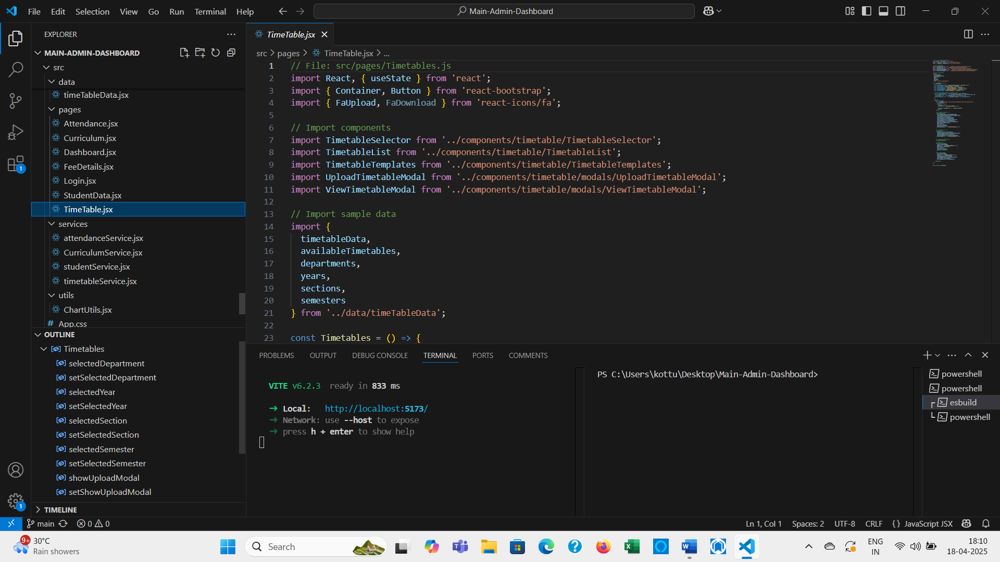 File Edit Selection View Go Run Terminal Help
Main-Admin-Dashboard
EXPLORER
MAIN-ADMIN-DASHBOARD
src
data
timeTableData.jsx
pages
Attendance.jsx
Curriculum.jsx
Dashboard.jsx
FeeDetails.jsx
Login.jsx
StudentData.jsx
TimeTable.jsx
services
attendanceService.jsx
CurriculumService.jsx
studentService.jsx
timetableService.jsx
utils
ChartUtils.jsx
# App.css
OUTLINE
Timetables
selectedDepartment
setSelectedDepartment
selectedYear
setSelectedYear
selectedSection
setSelectedSection
selectedSemester
setSelectedSemester
showUploadModal
setShowUploadModal
TIMELINE
1
1
TimeTable.jsx
src > pages > TimeTable.jsx > ...
1 // File: src/pages/Timetables.js
2 import React, { useState } from 'react';
3 import { Container, Button } from 'react-bootstrap';
4 import { FaUpload, FaDownload } from 'react-icons/fa';
5
6 // Import components
7 import TimetableSelector from '../components/timetable/TimetableSelector';
8 import TimetableList from '../components/timetable/TimetableList';
9 import TimetableTemplates from '../components/timetable/TimetableTemplates';
10 import UploadTimetableModal from '../components/timetable/modals/UploadTimetableModal';
11 import ViewTimetableModal from '../components/timetable/modals/ViewTimetableModal';
12
13 // Import sample data
14 import {
15 timetableData,
16 availableTimetables,
17 departments,
18 years,
19 sections,
20 semesters
21 } from '../data/timeTableData';
22
23 const Timetables = () => {
PROBLEMS OUTPUT DEBUG CONSOLE TERMINAL PORTS COMMENTS
VITE v6.2.3 ready in 833 ms
➜ Local: http://localhost:5173/
➜ Network: use --host to expose
➜ press h + enter to show help
PS C:\Users\kottu\Desktop\Main-Admin-Dashboard>
powershell
powershell
esbuild
powershell
main 0 0
Ln 1, Col 1 Spaces: 2 UTF-8 CRLF {} JavaScript JSX
9+
30°C
Rain showers
Search
ENG
IN
18:10
18-04-2025